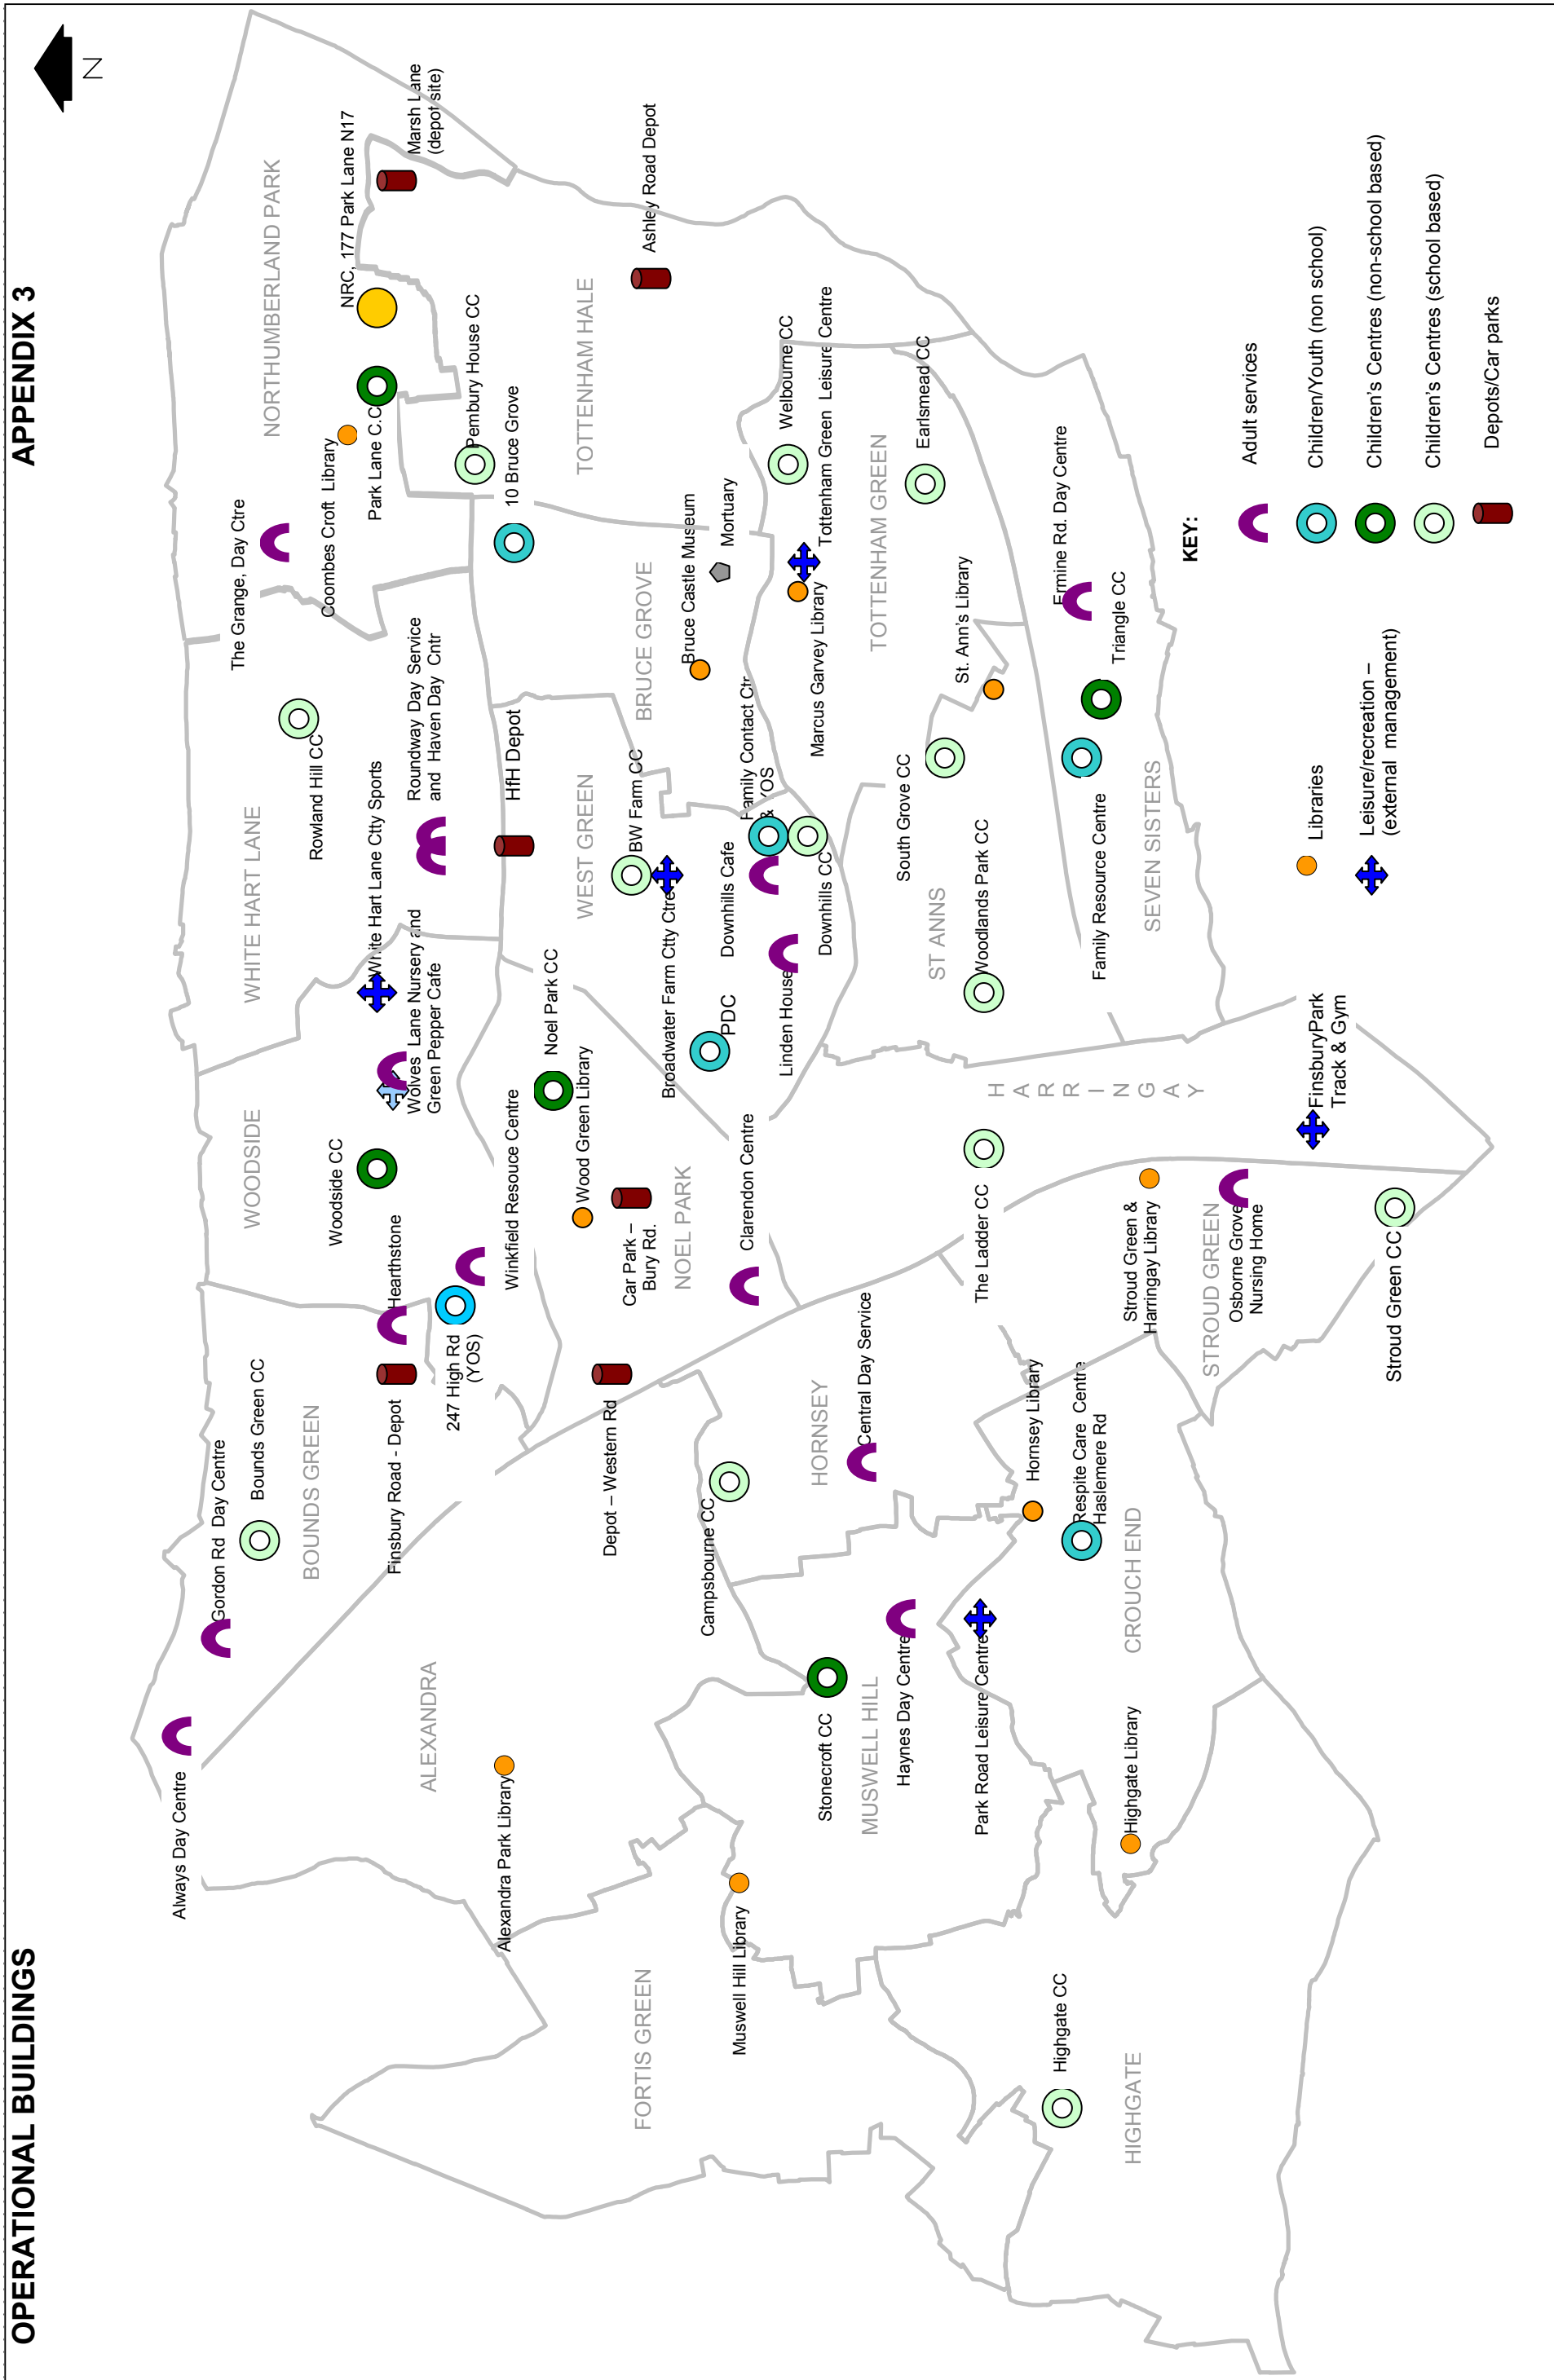 OPERATIONAL BUILDINGS
APPENDIX 3
N
Always Day Centre
Gordon Rd Day Centre
Bounds Green CC
BOUNDS GREEN
Finsbury Road - Depot
Hearthstone
247 High Rd
(YOS)
Winkfield Resouce Centre
Woodside CC
WOODSIDE
Wolves Lane Nursery and
Green Pepper Cafe
White Hart Lane Ctty Sports
WHITE HART LANE
Rowland Hill CC
Roundway Day Service
and Haven Day Cntr
The Grange, Day Ctre
Coombes Croft Library
Park Lane C.C
NORTHUMBERLAND PARK
NRC, 177 Park Lane N17
Marsh Lane
(depot site)
Pembury House CC
10 Bruce Grove
TOTTENHAM HALE
Ashley Road Depot
HfH Depot
ALEXANDRA
Alexandra Park Library
Depot – Western Rd
Wood Green Library
Noel Park CC
Car Park –
Bury Rd.
NOEL PARK
Clarendon Centre
WEST GREEN
BW Farm CC
Broadwater Farm Ctty Ctre
PDC
Downhills Cafe
Linden House
Downhills CC
Family Contact Ctr
& YOS
BRUCE GROVE
Bruce Castle Museum
Mortuary
Marcus Garvey Library
Tottenham Green Leisure Centre
Welbourne CC
TOTTENHAM GREEN
Earlsmead CC
FORTIS GREEN
Muswell Hill Library
Campsbourne CC
HORNSEY
Central Day Service
Stonecroft CC
MUSWELL HILL
Haynes Day Centre
Park Road Leisure Centre
Hornsey Library
Respite Care Centre
Haslemere Rd
CROUCH END
Highgate Library
Highgate CC
HIGHGATE
The Ladder CC
HARRINGAY
Stroud Green &
Harringay Library
STROUD GREEN
Osborne Grove
Nursing Home
Stroud Green CC
FinsburyPark
Track & Gym
South Grove CC
ST ANNS
Woodlands Park CC
St. Ann's Library
Family Resource Centre
SEVEN SISTERS
Triangle CC
Ermine Rd. Day Centre
KEY:
Adult services
Children/Youth (non school)
Children's Centres (non-school based)
Children's Centres (school based)
Depots/Car parks
Libraries
Leisure/recreation –
(external management)